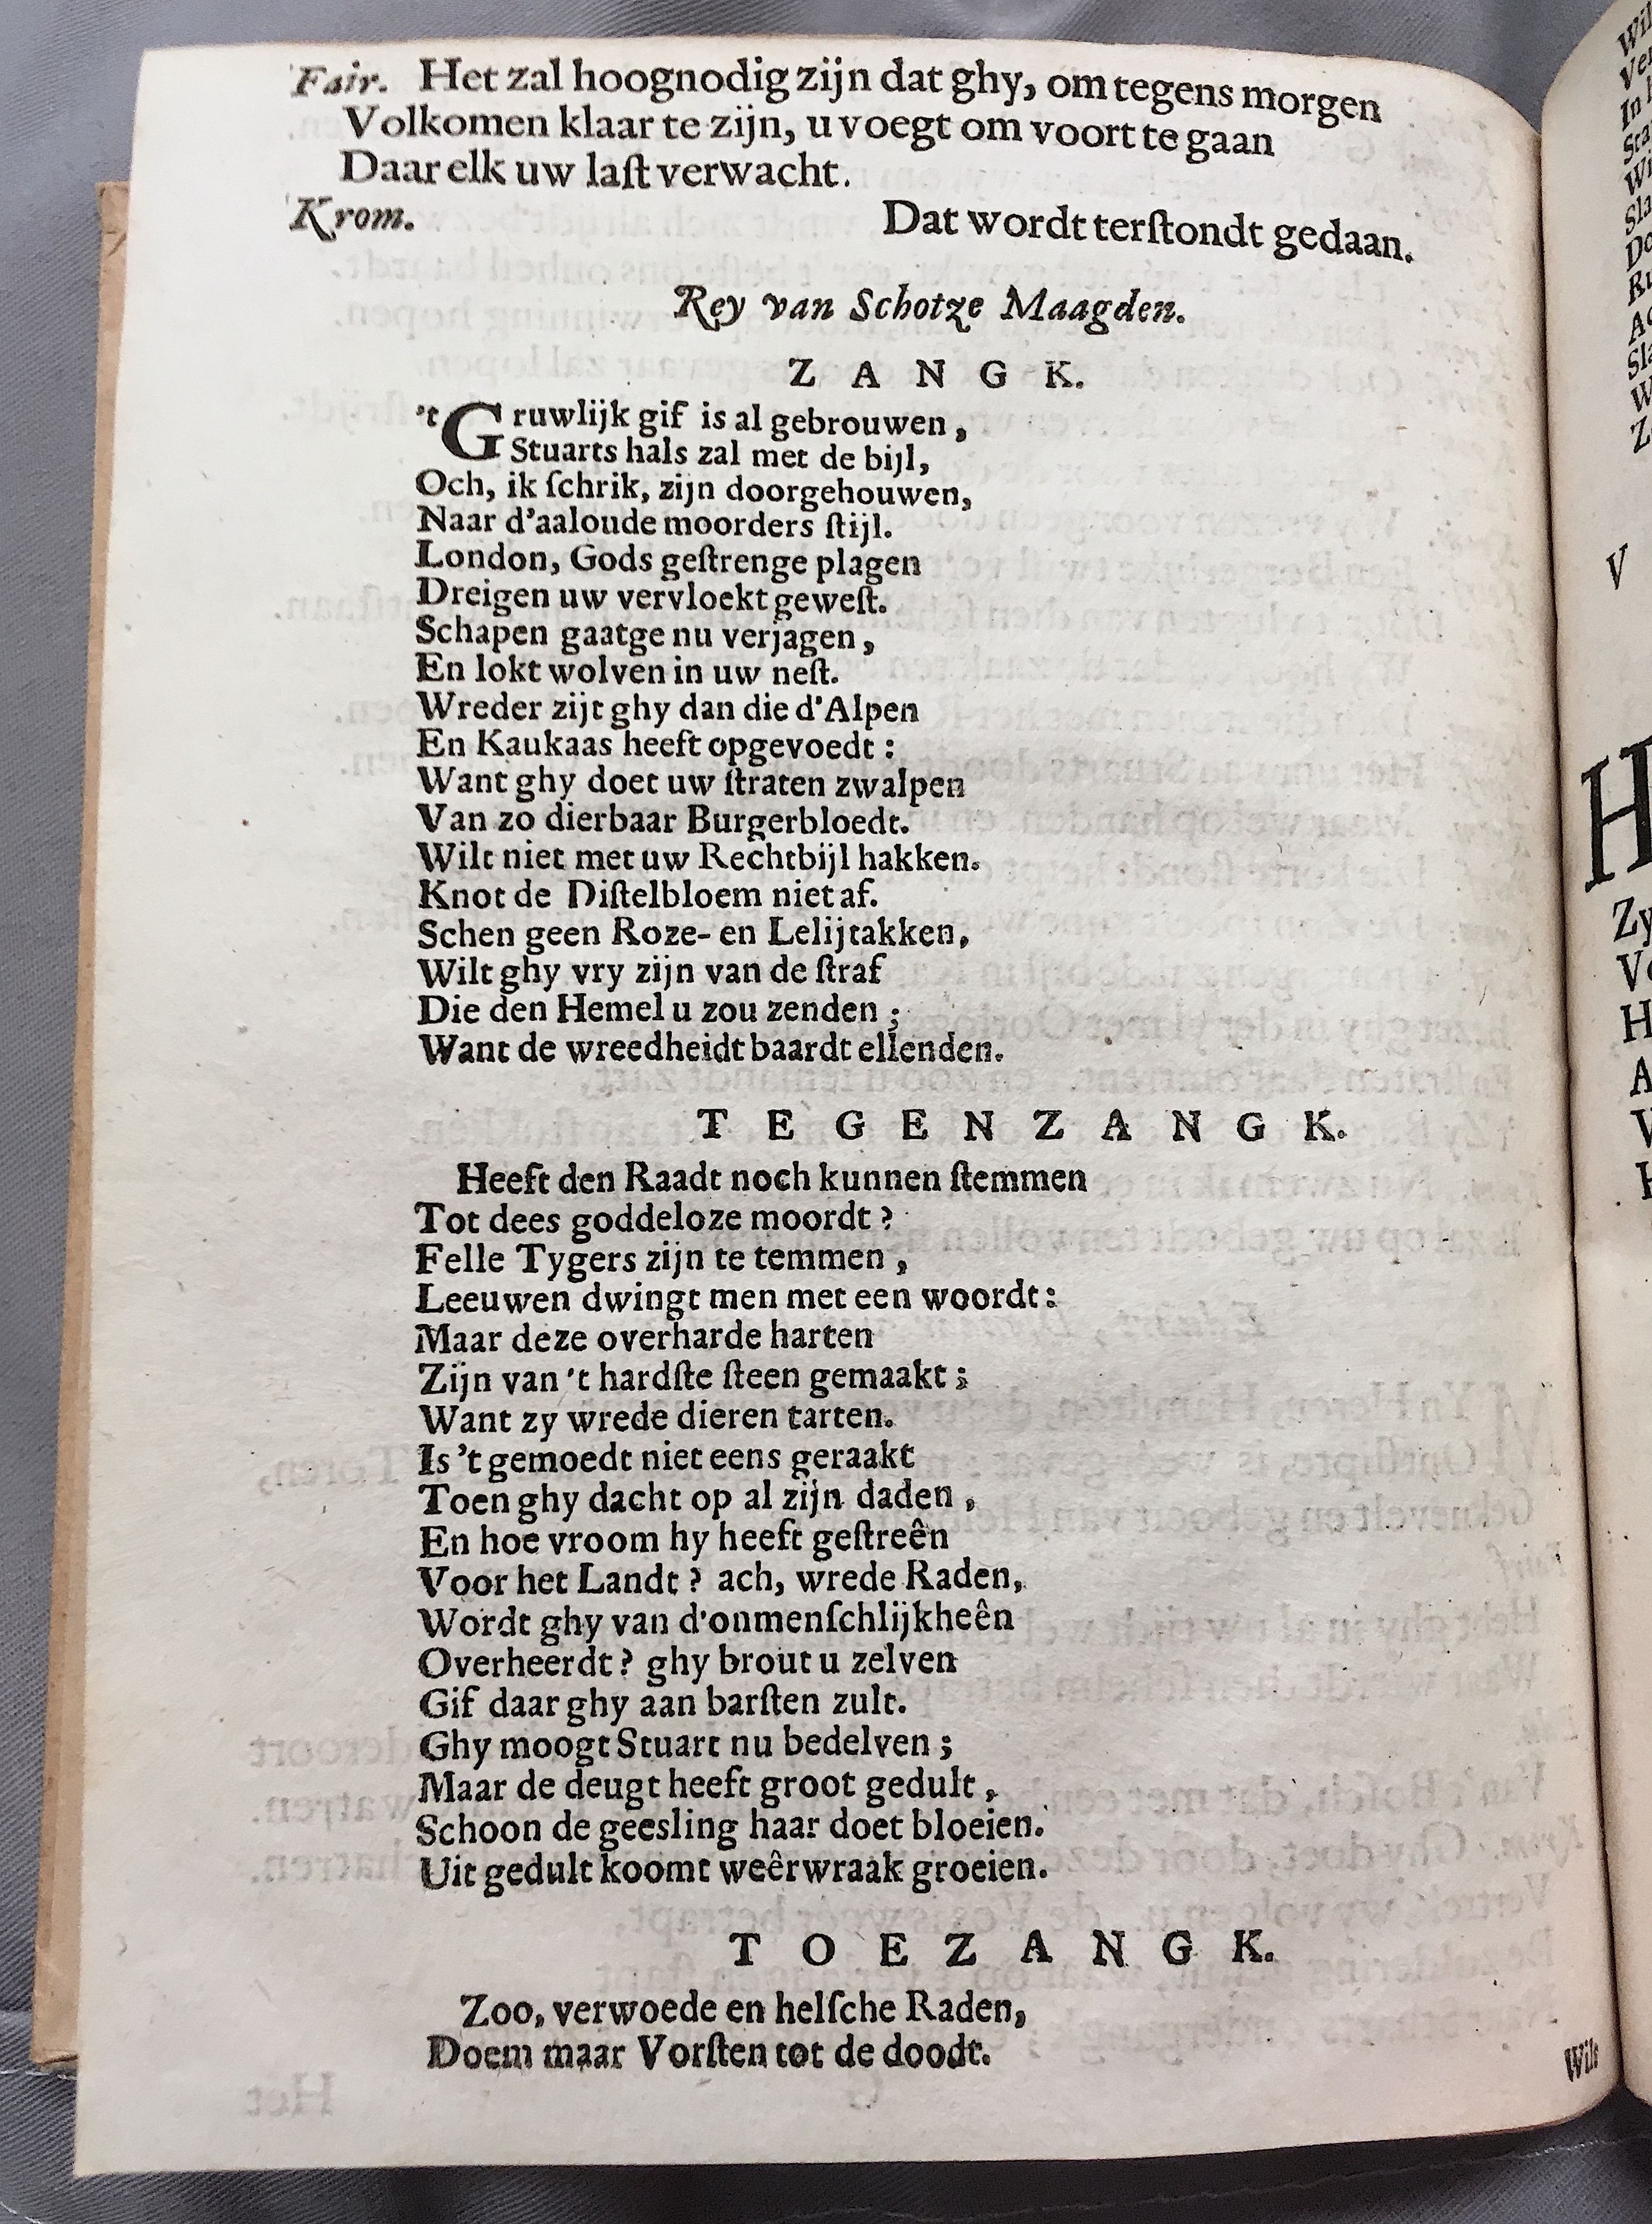 Fair. Het zal hoognodig zijn dat ghy, om tegens morgen
Volkomen klaar te zijn, u voegt om voort te gaan
Daar elk uw laſt verwacht.
Krom. Dat wordt terſtondt gedaan.
Rey van Schotze Maagden.
ZANGK.
'tGruwlijk gif is al gebrouwen,
Stuarts hals zal met de bijl,
Och, ik ſchrik, zijn doorgehouwen,
Naar d'aaloude moorders ſtijl.
London, Gods geſtrenge plagen
Dreigen uw vervloekt geweſt.
Schapen gaatge nu verjagen,
En lokt wolven in uw neſt.
Wreder zijt ghy dan die d'Alpen
En Kaukaas heeft opgevoedt:
Want ghy doet uw ſtraten zwalpen
Van zo dierbaar Burgerbloedt.
Wilt niet met uw Rechtbijl hakken.
Knot de Diſtelbloem niet af.
Schen geen Roze- en Lelijtakken,
Wilt ghy vry zijn van de ſtraf
Die den Hemel u zou zenden;
Want de wreedheidt baardt ellenden.
TEGENZANGK.
Heeft den Raadt noch kunnen ſtemmen
Tot dees goddeloze moordt?
Felle Tygers zijn te temmen,
Leeuwen dwingt men met een woordt:
Maar deze overharde harten
Zijn van 't hardſte ſteen gemaakt;
Want zy wrede dieren tarten.
Is 't gemoedt niet eens geraakt
Toen ghy dacht op al zijn daden,
En hoe vroom hy heeft geſtreên
Voor het Landt? ach, wrede Raden,
Wordt ghy van d'onmenſchlijkheên
Overheerdt? ghy brout u zelven
Gif daar ghy aan barſten zult.
Ghy moogt Stuart nu bedelven;
Maar de deugt heeft groot gedult,
Schoon de geesling haar doet bloeien.
Uit gedult koomt weêrwraak groeien.
TOEZANGK.
Zoo, verwoede en helſche Raden,
Doem maar Vorſten tot de doodt.